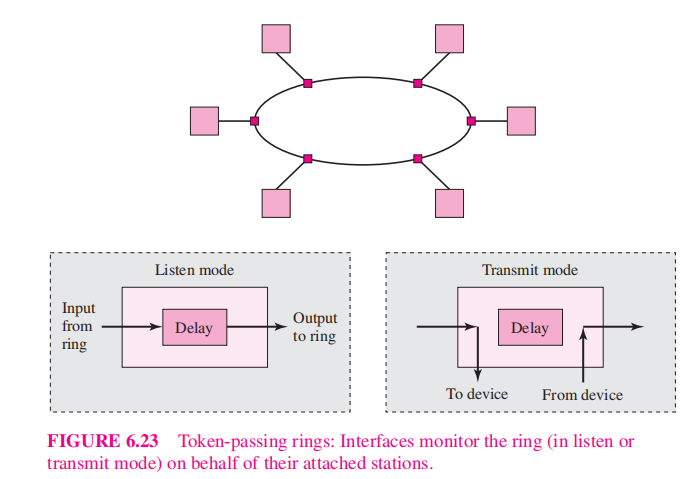 Listen mode
Input
from
ring
Delay
Output
to ring
Transmit mode
Delay
To device
From device
FIGURE 6.23 Token-passing rings: Interfaces monitor the ring (in listen or
transmit mode) on behalf of their attached stations.